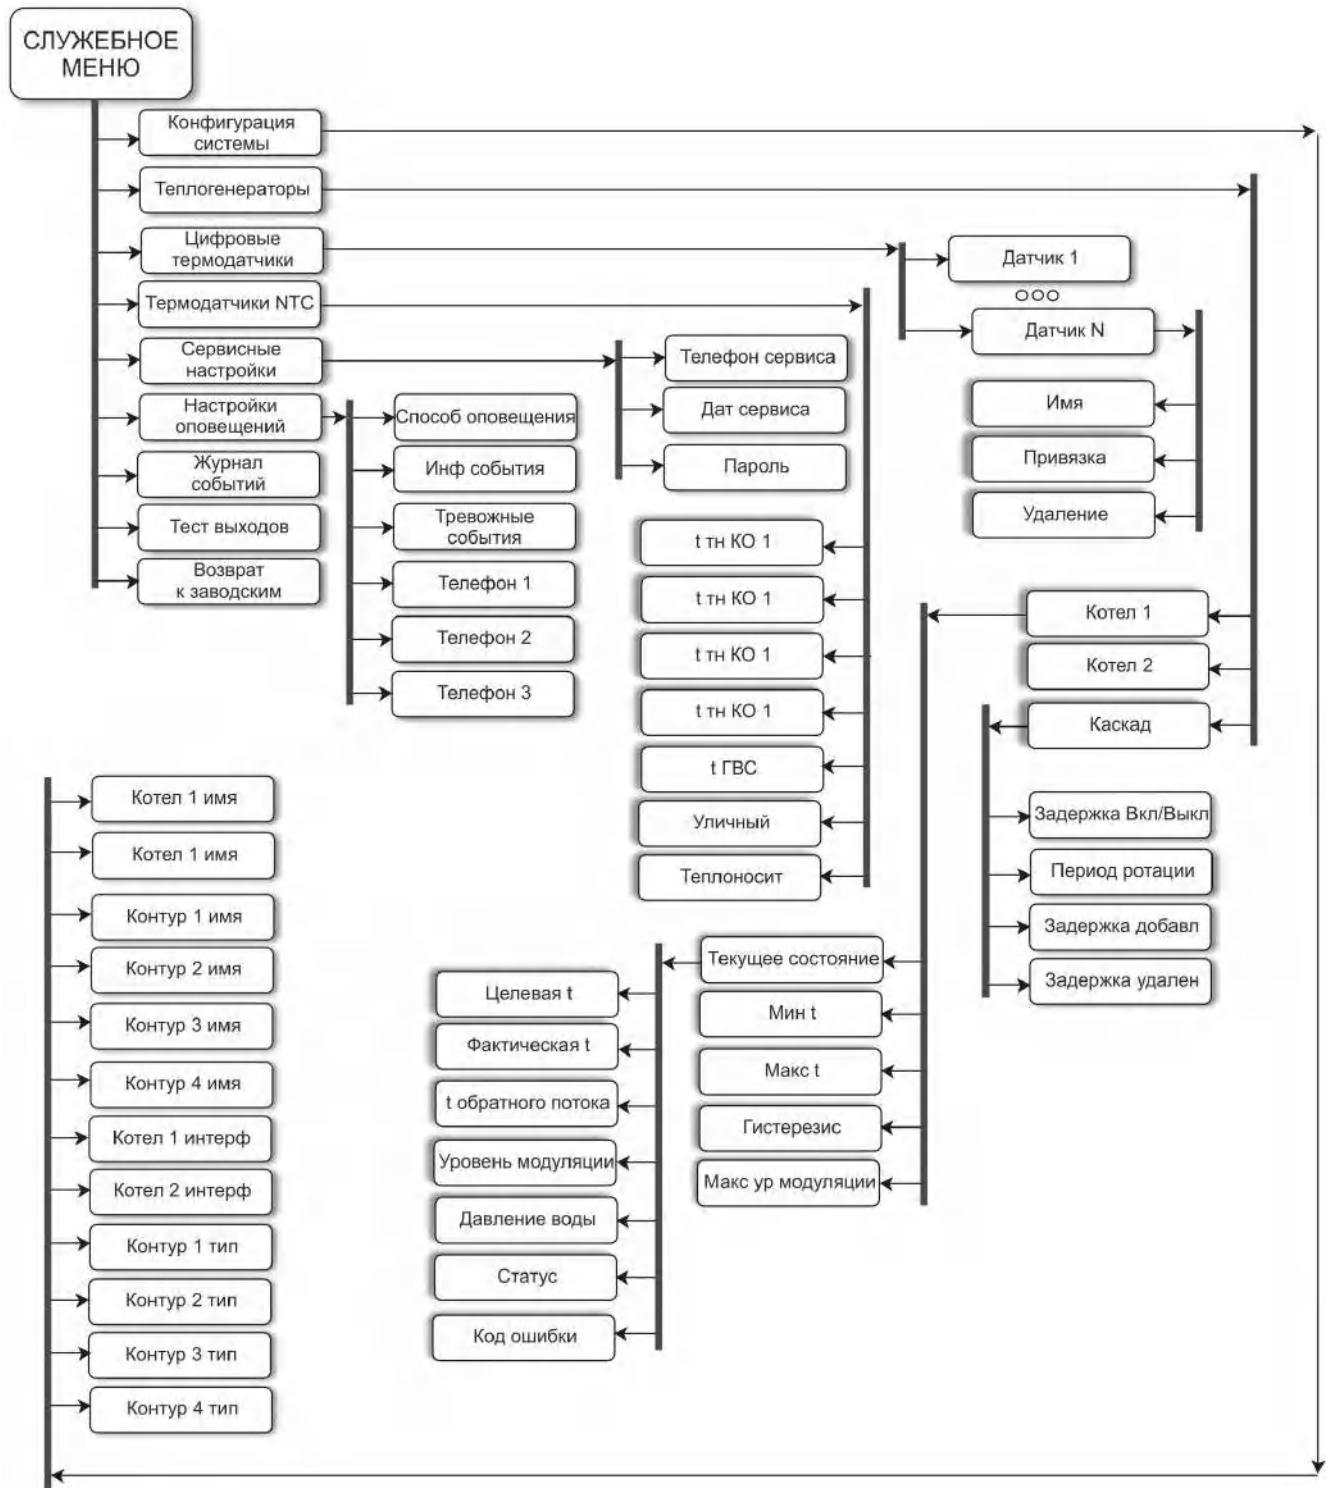 СЛУЖЕБНОЕ
МЕНЮ
Конфигурация
системы
Теплогенераторы
Цифровые
термодатчики
Термодатчики NTC
Сервисные
настройки
Настройки
оповещений
Журнал
событий
Тест выходов
Возврат
к заводским
Способ оповещения
Инф события
Тревожные
события
Телефон 1
Телефон 2
Телефон 3
Телефон сервиса
Дат сервиса
Пароль
Датчик 1
ооо
Датчик N
Имя
Привязка
Удаление
t тн КО 1
t тн КО 1
t тн КО 1
t тн КО 1
t ГВС
Уличный
Теплоносит
Котел 1
Котел 2
Каскад
Задержка Вкл/Выкл
Период ротации
Задержка добавл
Задержка удален
Текущее состояние
Мин t
Макс t
Гистерезис
Макс ур модуляции
Целевая t
Фактическая t
t обратного потока
Уровень модуляции
Давление воды
Статус
Код ошибки
Котел 1 имя
Котел 1 имя
Контур 1 имя
Контур 2 имя
Контур 3 имя
Контур 4 имя
Котел 1 интерф
Котел 2 интерф
Контур 1 тип
Контур 2 тип
Контур 3 тип
Контур 4 тип